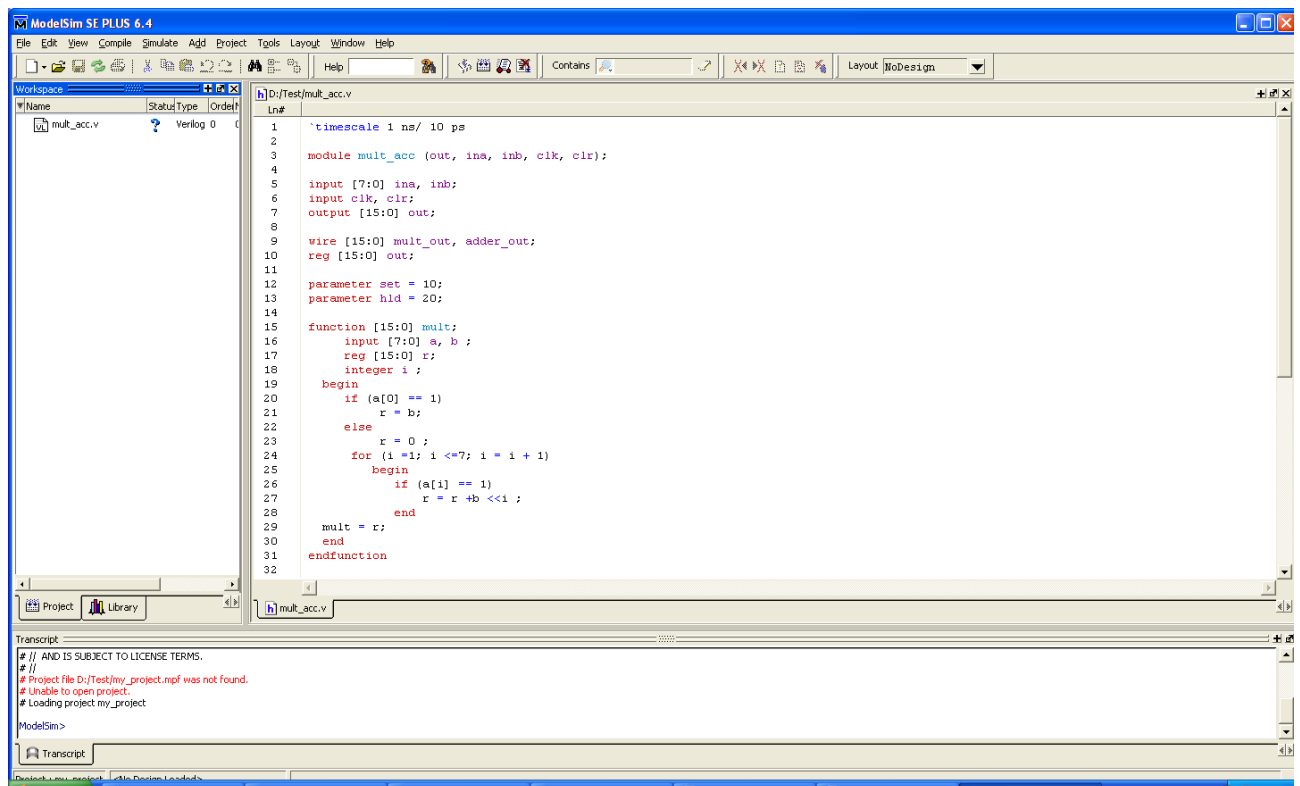 ModelSim SE PLUS 6.4
File Edit View Compile Simulate Add Project Tools Layout Window Help
Help
Contains
Layout NoDesign
Workspace
Name Status Type Order
mult_acc.v Verilog 0
Project Library
D:/Test/mult_acc.v
Ln#
1 `timescale 1 ns/ 10 ps
2
3 module mult_acc (out, ina, inb, clk, clr);
4
5 input [7:0] ina, inb;
6 input clk, clr;
7 output [15:0] out;
8
9 wire [15:0] mult_out, adder_out;
10 reg [15:0] out;
11
12 parameter set = 10;
13 parameter hld = 20;
14
15 function [15:0] mult;
16 input [7:0] a, b ;
17 reg [15:0] r;
18 integer i ;
19 begin
20 if (a[0] == 1)
21 r = b;
22 else
23 r = 0 ;
24 for (i =1; i <=7; i = i + 1)
25 begin
26 if (a[i] == 1)
27 r = r +b <<i ;
28 end
29 mult = r;
30 end
31 endfunction
32
mult_acc.v
Transcript
# // AND IS SUBJECT TO LICENSE TERMS.
# //
# Project file D:/Test/my_project.mpf was not found.
# Unable to open project.
# Loading project my_project
ModelSim>
Transcript
Project : my_project <No Design Loaded>